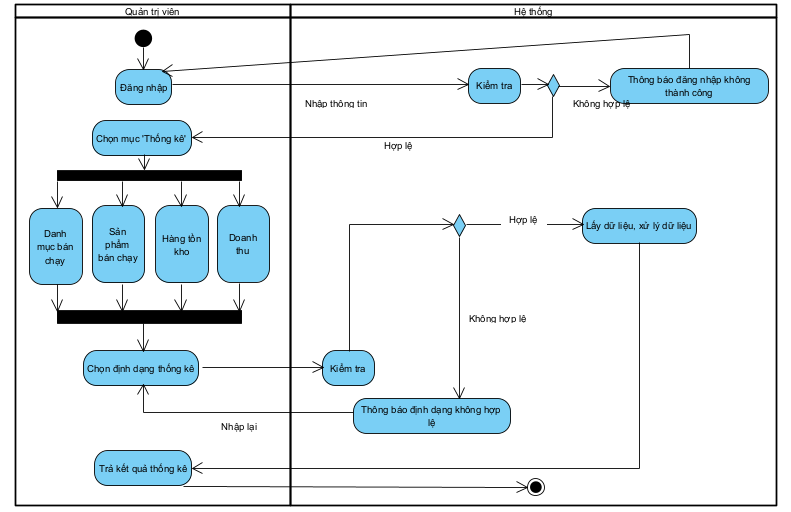 Quản trị viên
Hệ thống
Đăng nhập
Nhập thông tin
Kiểm tra
Không hợp lệ
Thông báo đăng nhập không
thành công
Chọn mục 'Thống kê'
Hợp lệ
Danh
mục bán
chạy
Sản
phẩm
bán chạy
Hàng tồn
kho
Doanh
thu
Hợp lệ
Lấy dữ liệu, xử lý dữ liệu
Không hợp lệ
Chọn định dạng thống kê
Kiểm tra
Thông báo định dạng không hợp
lệ
Nhập lại
Trả kết quả thống kê